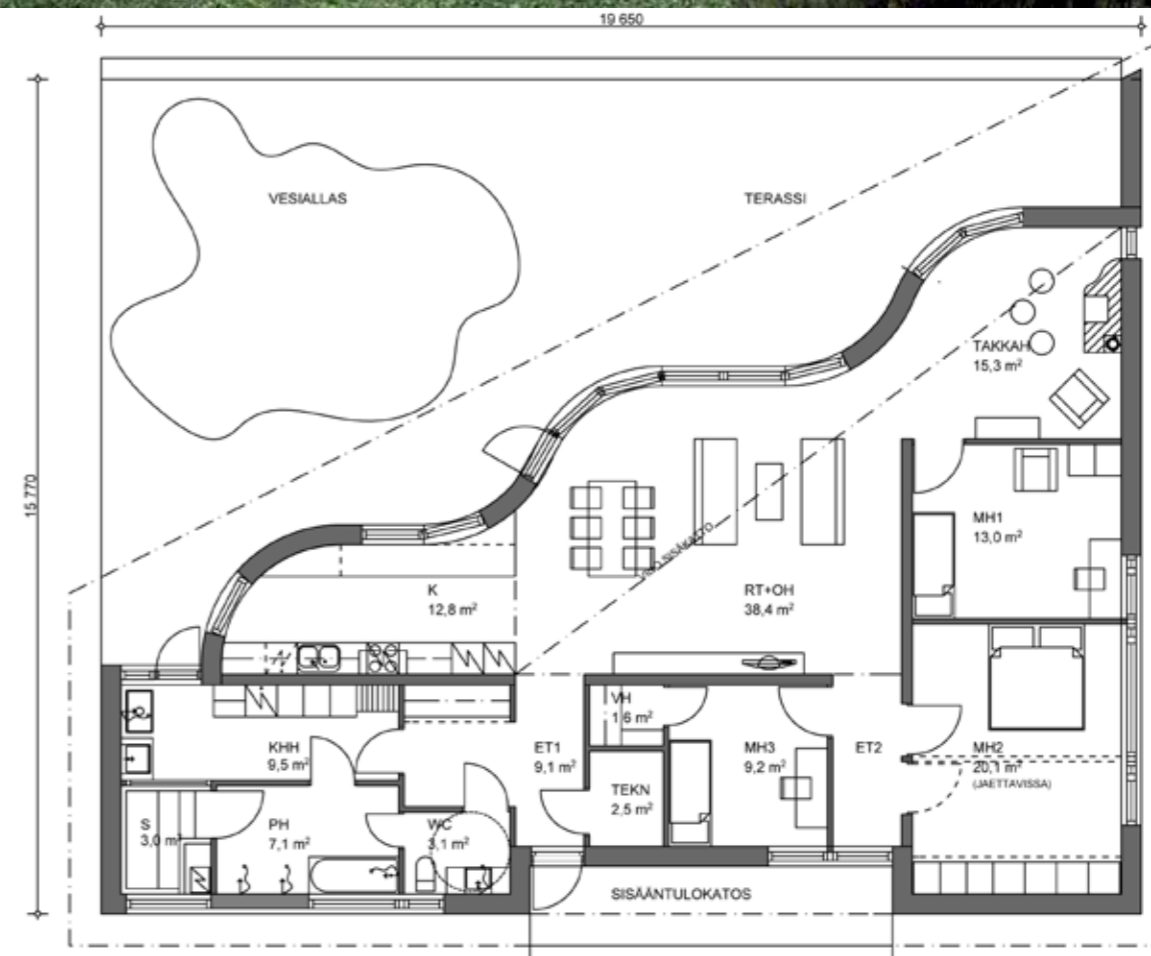 19 650
15 770
VESIALLAS
TERASSI
TAKKAH
15,3 m²
MH1
13,0 m²
K
12,8 m²
RT+OH
38,4 m²
VH
1,6 m²
KHH
9,5 m²
ET1
9,1 m²
MH3
9,2 m²
ET2
MH2
20,1 m²
(JAETTAVISSA)
TEKN
2,5 m²
S
3,0 m²
PH
7,1 m²
WC
3,1 m²
SISÄÄNTULOKATOS